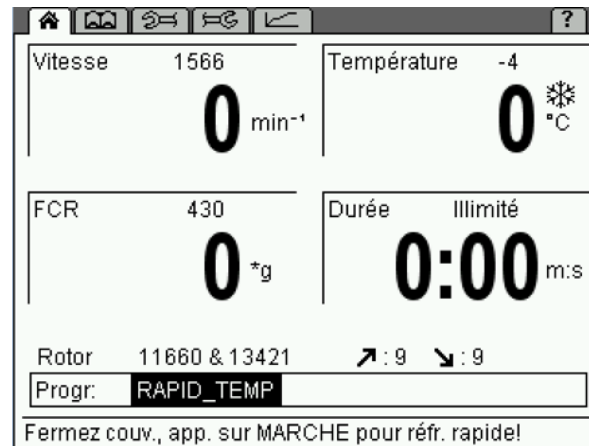 ?
Vitesse 1566
0 min⁻¹
Température -4
0 °C
FCR 430
0 *g
Durée Illimité
0:00 m:s
Rotor 11660 & 13421 ↗: 9 ↘: 9
Progr: RAPID_TEMP
Fermez couv., app. sur MARCHE pour réfr. rapide!